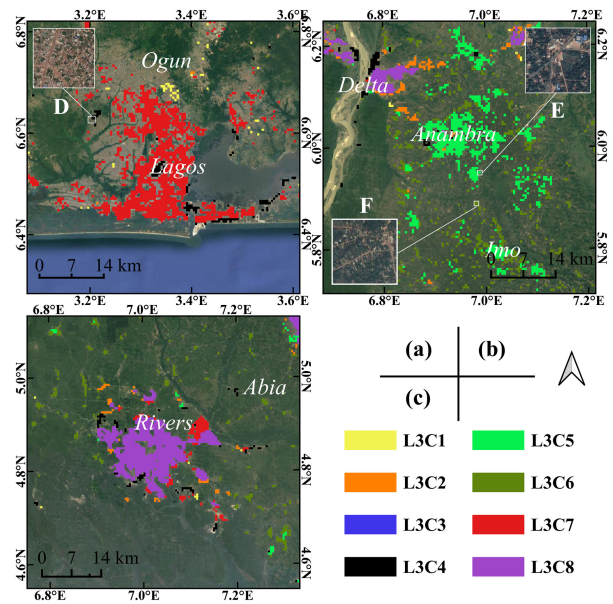 3.2°E 3.4°E 3.6°E
6.8°N
6.6°N
6.4°N
Ogun
D
Lagos
0 7 14 km
6.8°N
6.6°N
6.4°N
3.2°E 3.4°E 3.6°E
6.8°E 7.0°E 7.2°E
6.2°N
6.0°N
5.8°N
Delta
E
Anambra
F
Imo
0 7 14 km
6.2°N
6.0°N
5.8°N
6.8°E 7.0°E 7.2°E
6.8°E 7.0°E 7.2°E
5.0°N
4.8°N
4.6°N
Abia
Rivers
0 7 14 km
5.0°N
4.8°N
4.6°N
6.8°E 7.0°E 7.2°E
(a) (b)
(c)
L3C1 L3C5
L3C2 L3C6
L3C3 L3C7
L3C4 L3C8